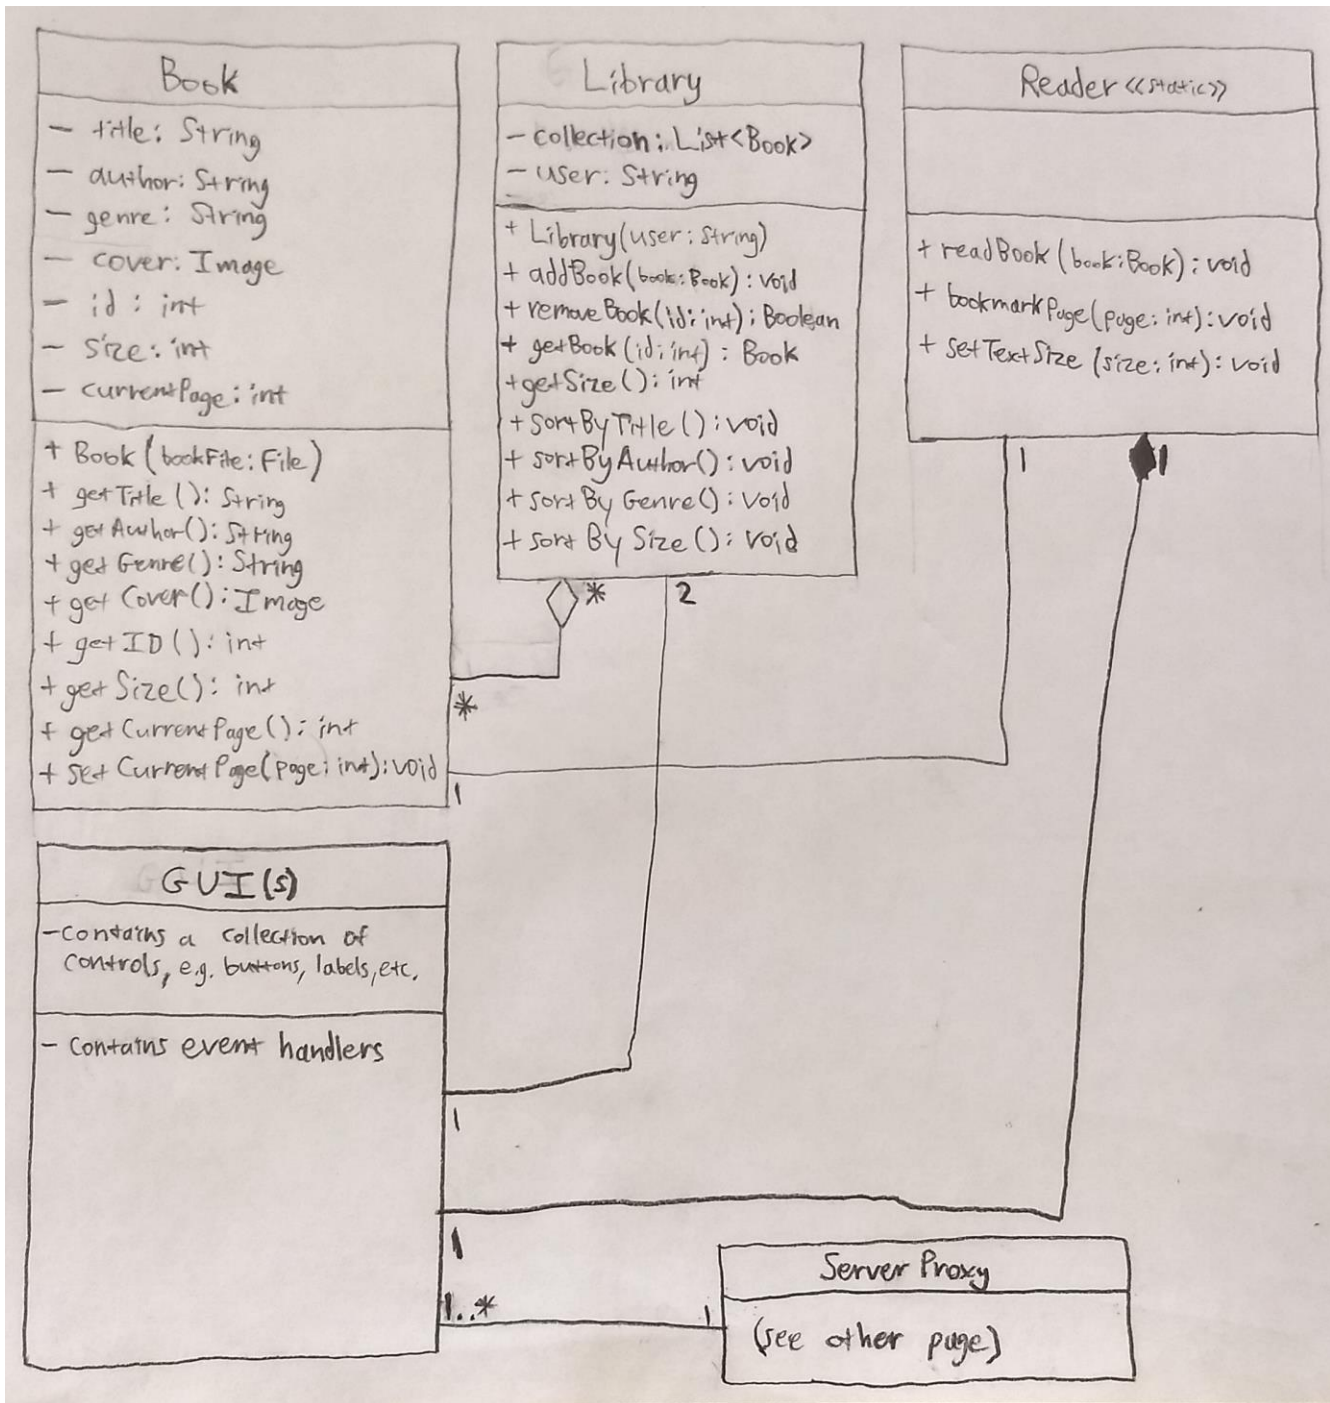 Book
- title: String
- author: String
- genre: String
- cover: Image
- id: int
- size: int
- currentPage: int
+ Book(bookFile: File)
+ getTitle(): String
+ getAuthor(): String
+ getGenre(): String
+ getCover(): Image
+ getID(): int
+ getSize(): int
+ getCurrentPage(): int
+ setCurrentPage(page: int): void
Library
- collection: List<Book>
- user: String
+ Library(user: String)
+ addBook(book: Book): void
+ removeBook(id: int): Boolean
+ getBook(id: int): Book
+ getSize(): int
+ sortByTitle(): void
+ sortByAuthor(): void
+ sortByGenre(): void
+ sortBySize(): void
Reader <<static>>
+ readBook(book: Book): void
+ bookmarkPage(page: int): void
+ setTextSize(size: int): void
*
2
1
1
*
1
GUI(s)
- contains a collection of
controls, e.g. buttons, labels, etc.
- contains event handlers
1
1
1..*
1
Server Proxy
(see other page)